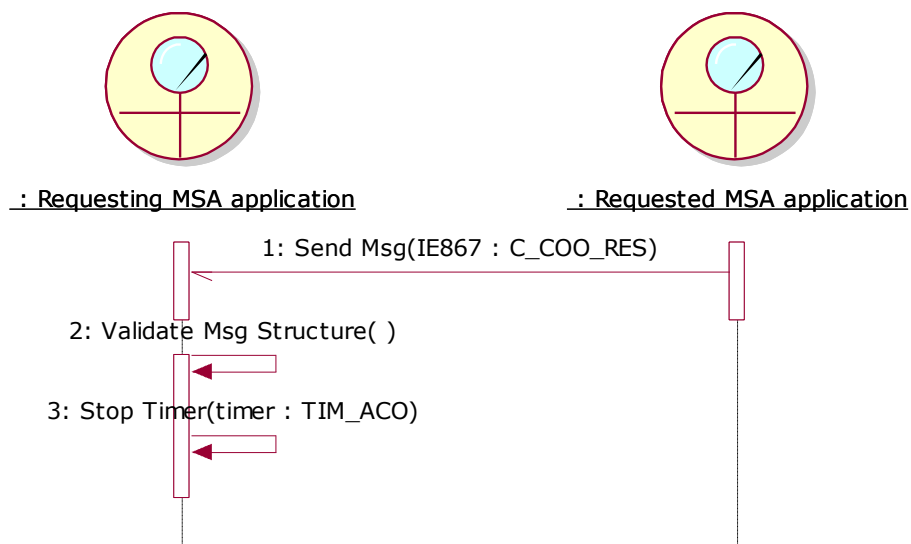 : Requesting MSA application
: Requested MSA application
1: Send Msg(IE867 : C_COO_RES)
2: Validate Msg Structure( )
3: Stop Timer(timer : TIM_ACO)